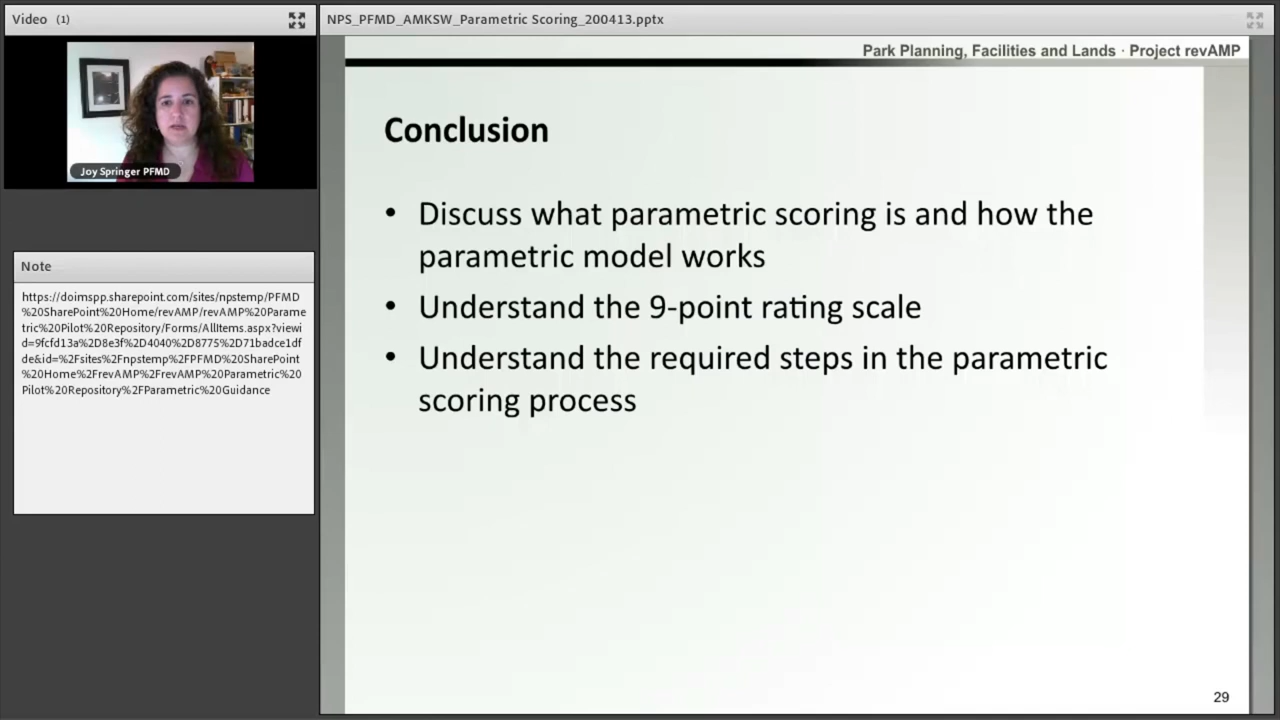 Video (1)
NPS_PFMD_AMKSW_Parametric Scoring_200413.pptx
Joy Springer PFMD
Note
https://doimspp.sharepoint.com/sites/npstemp/PFMD
%20SharePoint%20Home/revAMP/revAMP%20Parame
tric%20Pilot%20Repository/Forms/AllItems.aspx?viewi
d=9fcfd13a%2D8e3f%2D4040%2D8775%2D71badce1df
de&id=%2Fsites%2Fnpstemp%2FPFMD%20SharePoint
%20Home%2FrevAMP%2FrevAMP%20Parametric%20
Pilot%20Repository%2FParametric%20Guidance
Park Planning, Facilities and Lands · Project revAMP
Conclusion
• Discuss what parametric scoring is and how the
parametric model works
• Understand the 9-point rating scale
• Understand the required steps in the parametric
scoring process
29